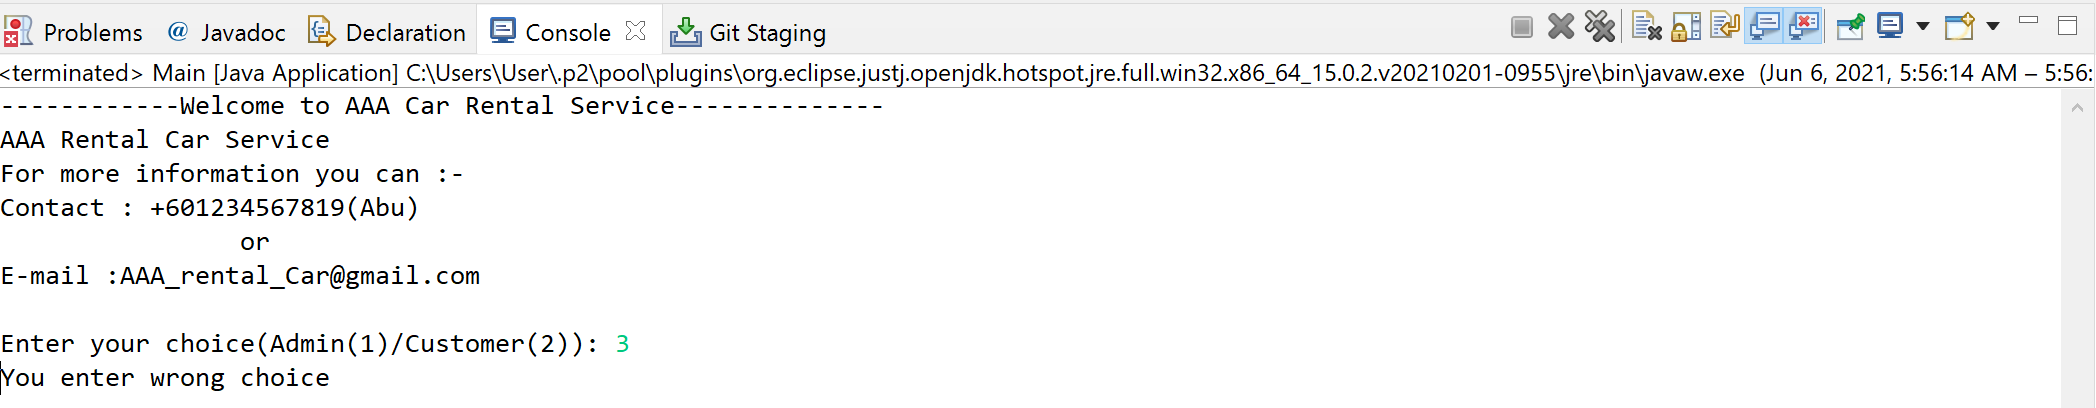 Problems @ Javadoc Declaration Console Git Staging
<terminated> Main [Java Application] C:\Users\User\.p2\pool\plugins\org.eclipse.justj.openjdk.hotspot.jre.full.win32.x86_64_15.0.2.v20210201-0955\jre\bin\javaw.exe (Jun 6, 2021, 5:56:14 AM – 5:56:
------------Welcome to AAA Car Rental Service--------------
AAA Rental Car Service
For more information you can :-
Contact : +601234567819(Abu)
or
E-mail :AAA_rental_Car@gmail.com
Enter your choice(Admin(1)/Customer(2)): 3
You enter wrong choice